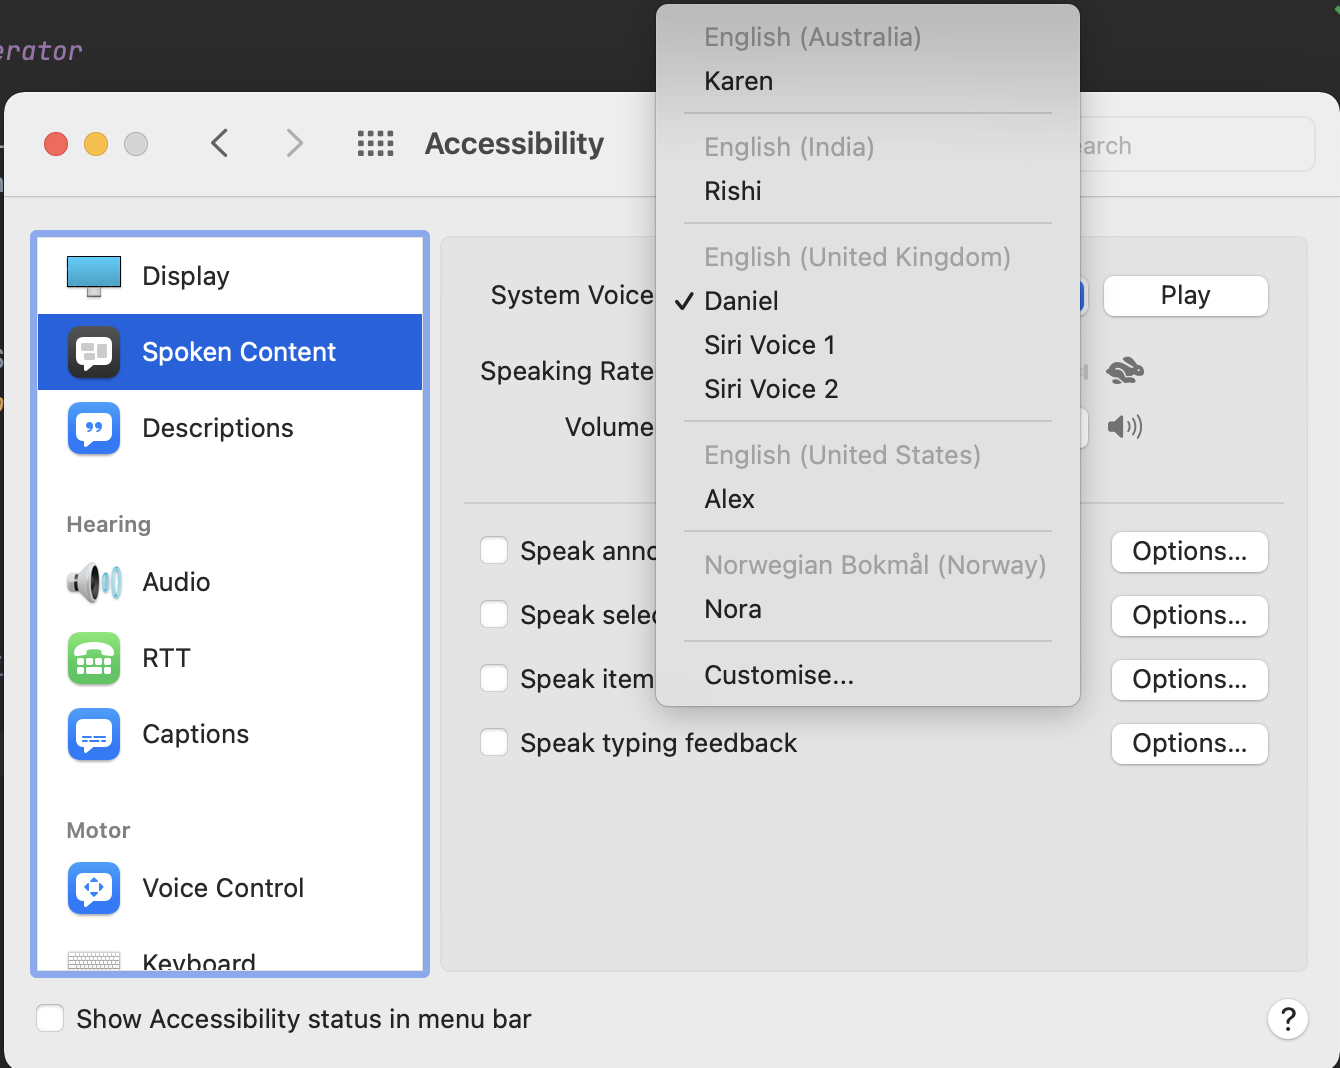 erator
Accessibility
earch
Display
Spoken Content
Descriptions
Hearing
Audio
RTT
Captions
Motor
Voice Control
Keyboard
System Voice
Speaking Rate
Volume
English (Australia)
Karen
English (India)
Rishi
English (United Kingdom)
✓ Daniel
Siri Voice 1
Siri Voice 2
English (United States)
Alex
Norwegian Bokmål (Norway)
Nora
Customise...
Play
Speak anno
Options...
Speak selec
Options...
Speak item
Options...
Speak typing feedback
Options...
Show Accessibility status in menu bar
?